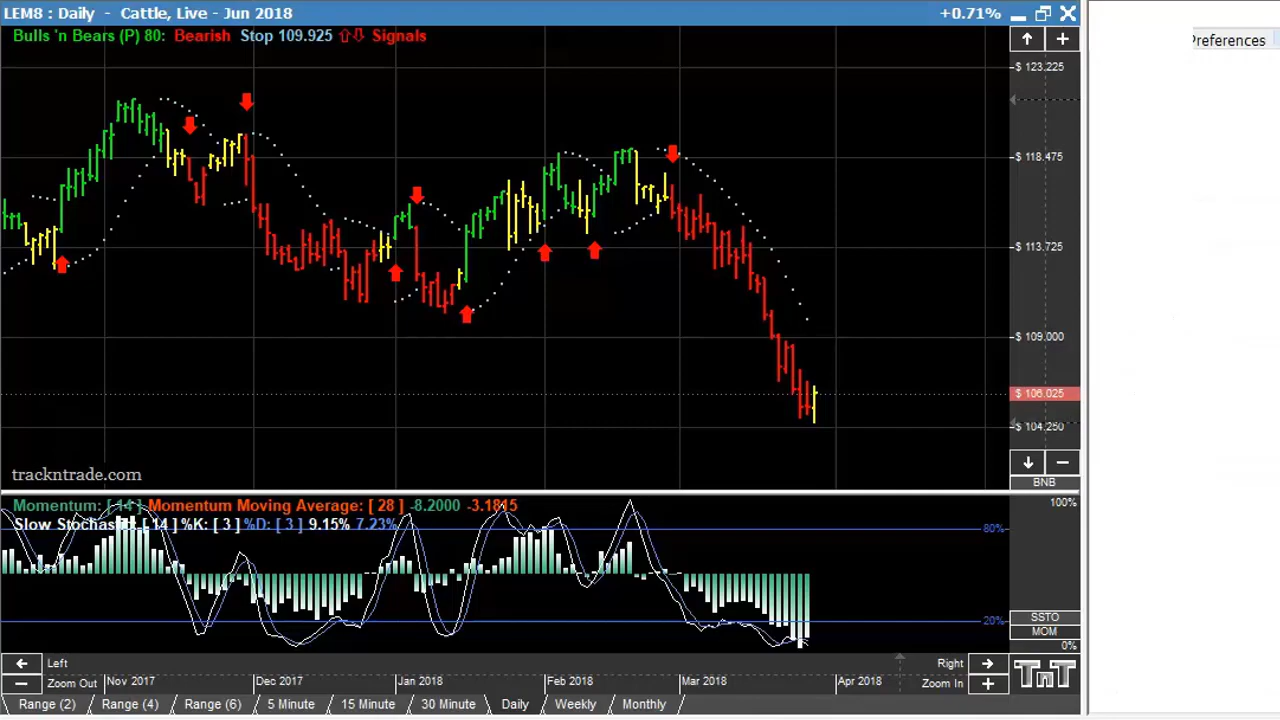 LEM8 : Daily - Cattle, Live - Jun 2018 +0.71%
Bulls 'n Bears (P) 80: Bearish Stop 109.925 Signals
$ 123.225
$ 118.475
$ 113.725
$ 109.000
$ 106.025
$ 104.250
trackntrade.com
BNB
Momentum: [ 14 ] Momentum Moving Average: [ 28 ] -8.2000 -3.1815
100%
Slow Stochastic [ 14 ] %K: [ 3 ] %D: [ 3 ] 9.15% 7.23%
80%
20%
SSTO
MOM
0%
Left Right
Zoom Out Nov 2017 Dec 2017 Jan 2018 Feb 2018 Mar 2018 Apr 2018 Zoom In
TnT
Range (2) Range (4) Range (6) 5 Minute 15 Minute 30 Minute Daily Weekly Monthly
Preferences